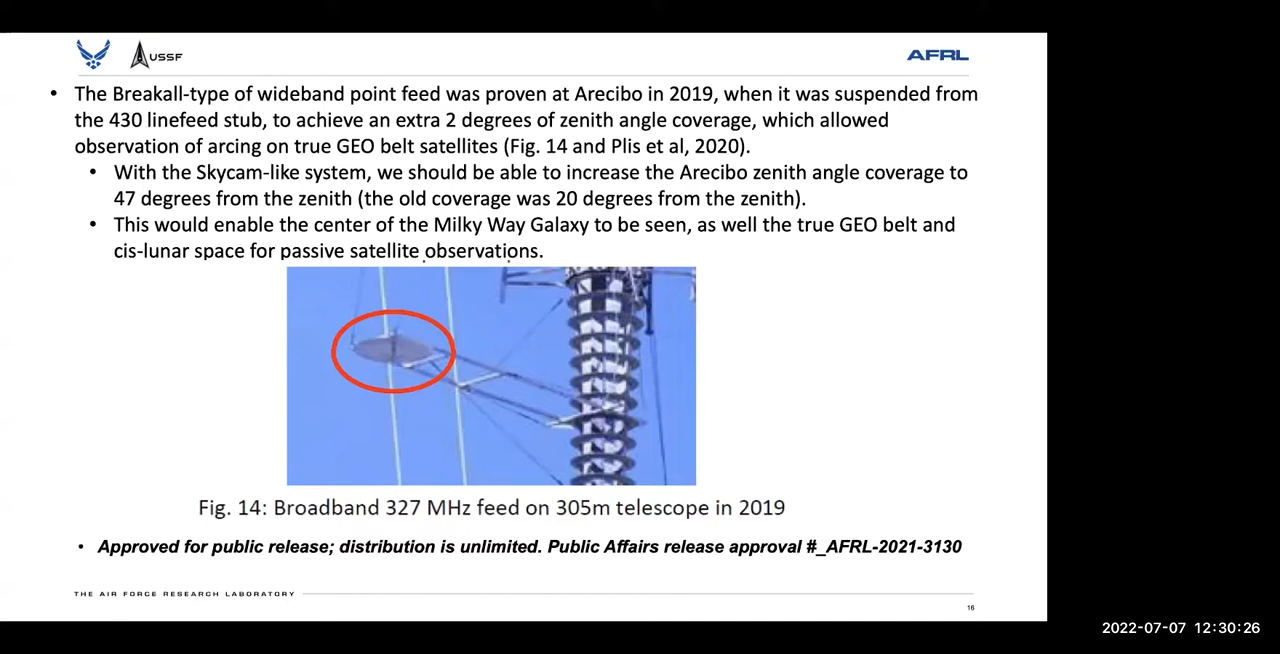 USSF
AFRL
• The Breakall-type of wideband point feed was proven at Arecibo in 2019, when it was suspended from
the 430 linefeed stub, to achieve an extra 2 degrees of zenith angle coverage, which allowed
observation of arcing on true GEO belt satellites (Fig. 14 and Plis et al, 2020).
• With the Skycam-like system, we should be able to increase the Arecibo zenith angle coverage to
47 degrees from the zenith (the old coverage was 20 degrees from the zenith).
• This would enable the center of the Milky Way Galaxy to be seen, as well the true GEO belt and
cis-lunar space for passive satellite observations.
Fig. 14: Broadband 327 MHz feed on 305m telescope in 2019
• Approved for public release; distribution is unlimited. Public Affairs release approval #_AFRL-2021-3130
THE AIR FORCE RESEARCH LABORATORY
16
2022-07-07 12:30:26